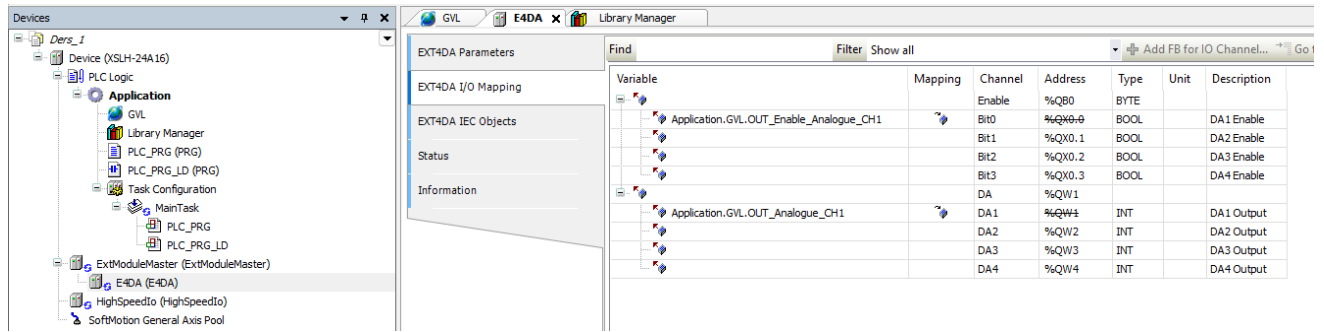 Devices
Ders_1
Device (XSLH-24A16)
PLC Logic
Application
GVL
Library Manager
PLC_PRG (PRG)
PLC_PRG_LD (PRG)
Task Configuration
MainTask
PLC_PRG
PLC_PRG_LD
ExtModuleMaster (ExtModuleMaster)
E4DA (E4DA)
HighSpeedIo (HighSpeedIo)
SoftMotion General Axis Pool
GVL E4DA Library Manager
EXT4DA Parameters
EXT4DA I/O Mapping
EXT4DA IEC Objects
Status
Information
Find Filter Show all Add FB for IO Channel... Go t
Variable Mapping Channel Address Type Unit Description
Enable %QB0 BYTE
Application.GVL.OUT_Enable_Analogue_CH1 Bit0 %QX0.0 BOOL DA1 Enable
Bit1 %QX0.1 BOOL DA2 Enable
Bit2 %QX0.2 BOOL DA3 Enable
Bit3 %QX0.3 BOOL DA4 Enable
DA %QW1
Application.GVL.OUT_Analogue_CH1 DA1 %QW1 INT DA1 Output
DA2 %QW2 INT DA2 Output
DA3 %QW3 INT DA3 Output
DA4 %QW4 INT DA4 Output